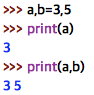 >>> a,b=3,5
>>> print(a)
3
>>> print(a,b)
3 5